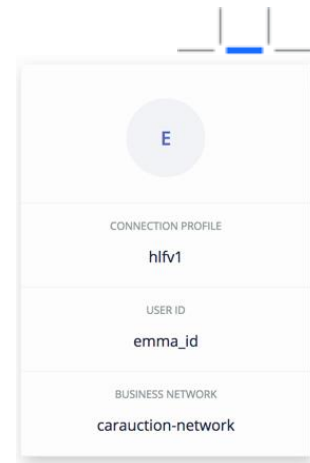 E
CONNECTION PROFILE
hlfv1
USER ID
emma_id
BUSINESS NETWORK
carauction-network